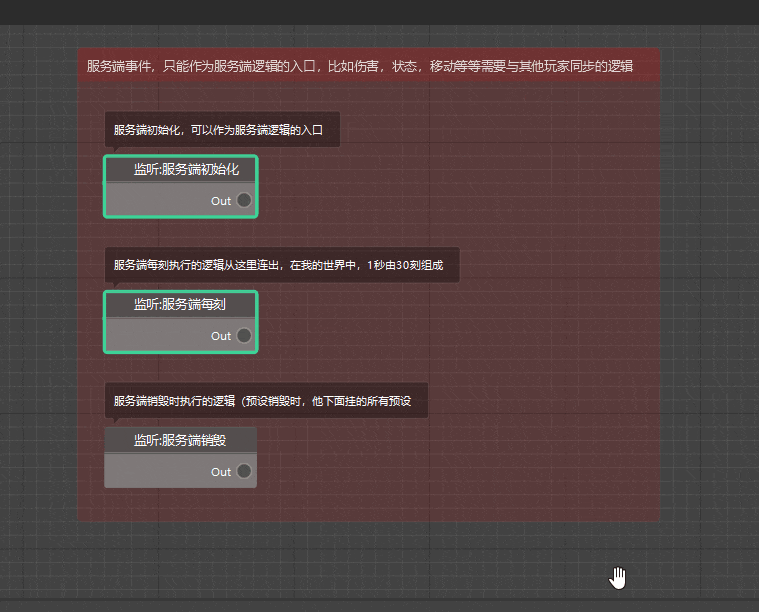 服务端事件，只能作为服务端逻辑的入口，比如伤害，状态，移动等等需要与其他玩家同步的逻辑
服务端初始化，可以作为服务端逻辑的入口
监听:服务端初始化
Out
服务端每刻执行的逻辑从这里连出，在我的世界中，1秒由30刻组成
监听:服务端每刻
Out
服务端销毁时执行的逻辑（预设销毁时，他下面挂的所有预设
监听:服务端销毁
Out